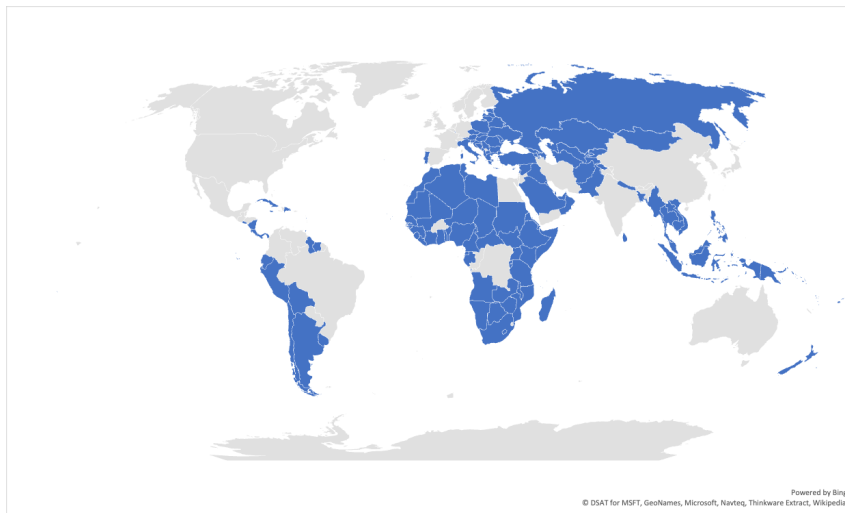 Powered by Bing
© DSAT for MSFT, GeoNames, Microsoft, Navteq, Thinkware Extract, Wikipedia